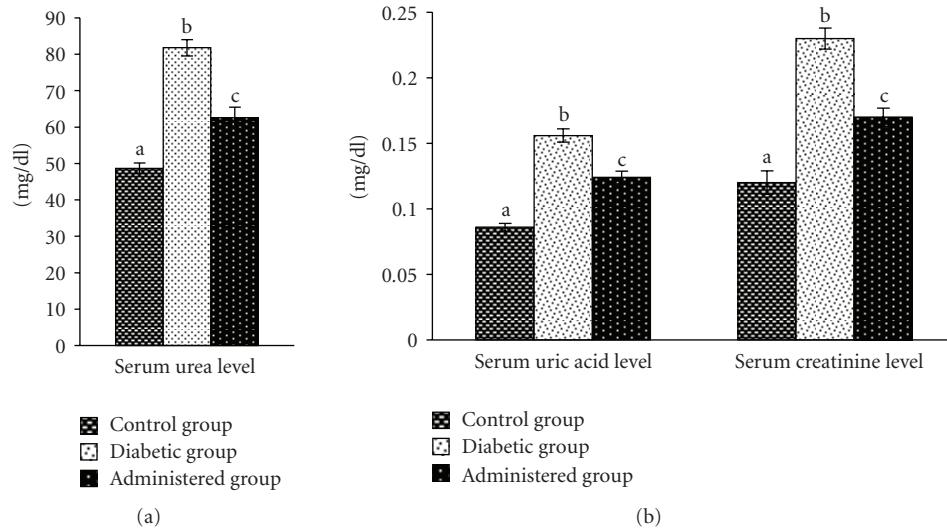 90
80
70
60
50
40
30
20
10
0
(mg/dl)
a
b
c
Serum urea level
Control group
Diabetic group
Administered group
(a)
0.25
0.2
0.15
0.1
0.05
0
(mg/dl)
a
b
c
a
b
c
Serum uric acid level
Serum creatinine level
Control group
Diabetic group
Administered group
(b)